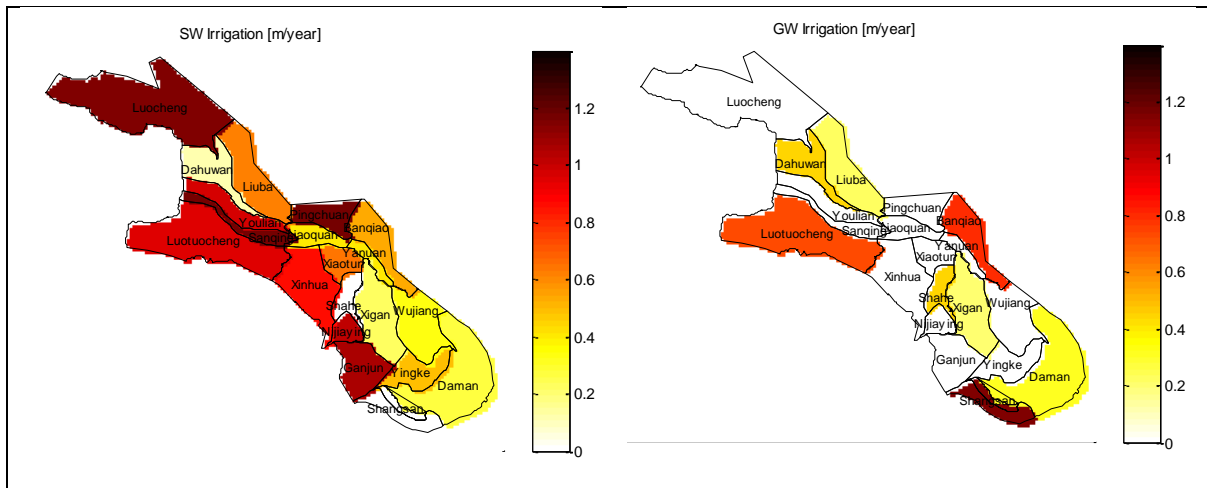 SW Irrigation [m/year]
Luocheng
Dahuwan
Liuba
Pingchuan
Youlian
Banqiao
Sanqing
Liaoquan
Yanuan
Luotuocheng
Xiaotun
Xinhua
Shahe
Wujiang
Xigan
Nijiaying
Ganjun
Yingke
Daman
Shangsan
1.2
1
0.8
0.6
0.4
0.2
0
GW Irrigation [m/year]
Luocheng
Dahuwan
Liuba
Pingchuan
Youlian
Banqiao
Sanqing
Liaoquan
Yanuan
Luotuocheng
Xiaotun
Xinhua
Shahe
Wujiang
Xigan
Nijiaying
Ganjun
Yingke
Daman
Shangsan
1.2
1
0.8
0.6
0.4
0.2
0